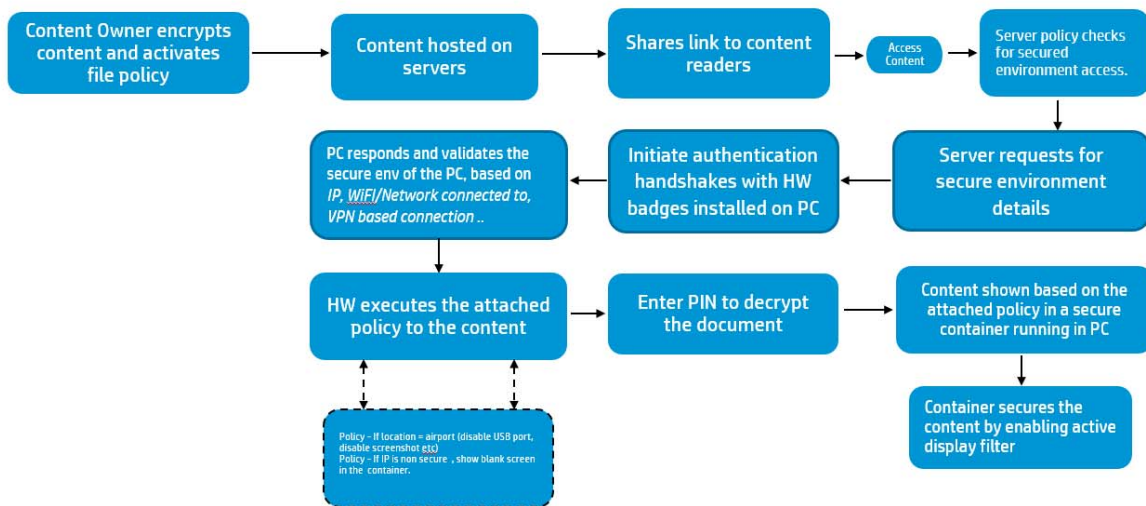 Content Owner encrypts
content and activates
file policy
Content hosted on
servers
Shares link to content
readers
Access
Content
Server policy checks
for secured
environment access.
Server requests for
secure environment
details
Initiate authentication
handshakes with HW
badges installed on PC
PC responds and validates the
secure env of the PC, based on
IP, WiFI/Network connected to,
VPN based connection ..
HW executes the attached
policy to the content
Enter PIN to decrypt
the document
Content shown based on the
attached policy in a secure
container running in PC
Policy – If location = airport (disable USB port,
disable screenshot etc)
Policy – If IP is non secure , show blank screen
in the container.
Container secures the
content by enabling active
display filter